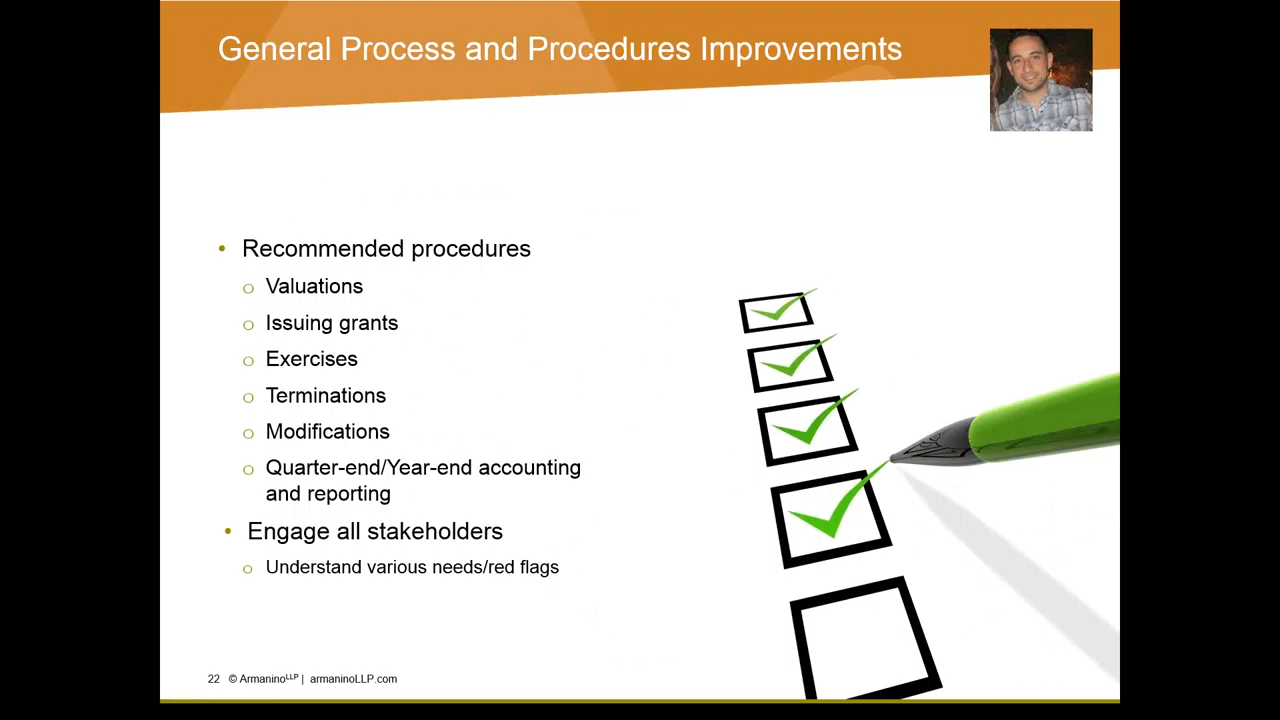 General Process and Procedures Improvements
• Recommended procedures
o Valuations
o Issuing grants
o Exercises
o Terminations
o Modifications
o Quarter-end/Year-end accounting
and reporting
• Engage all stakeholders
o Understand various needs/red flags
22 © ArmaninoLLP | armaninoLLP.com